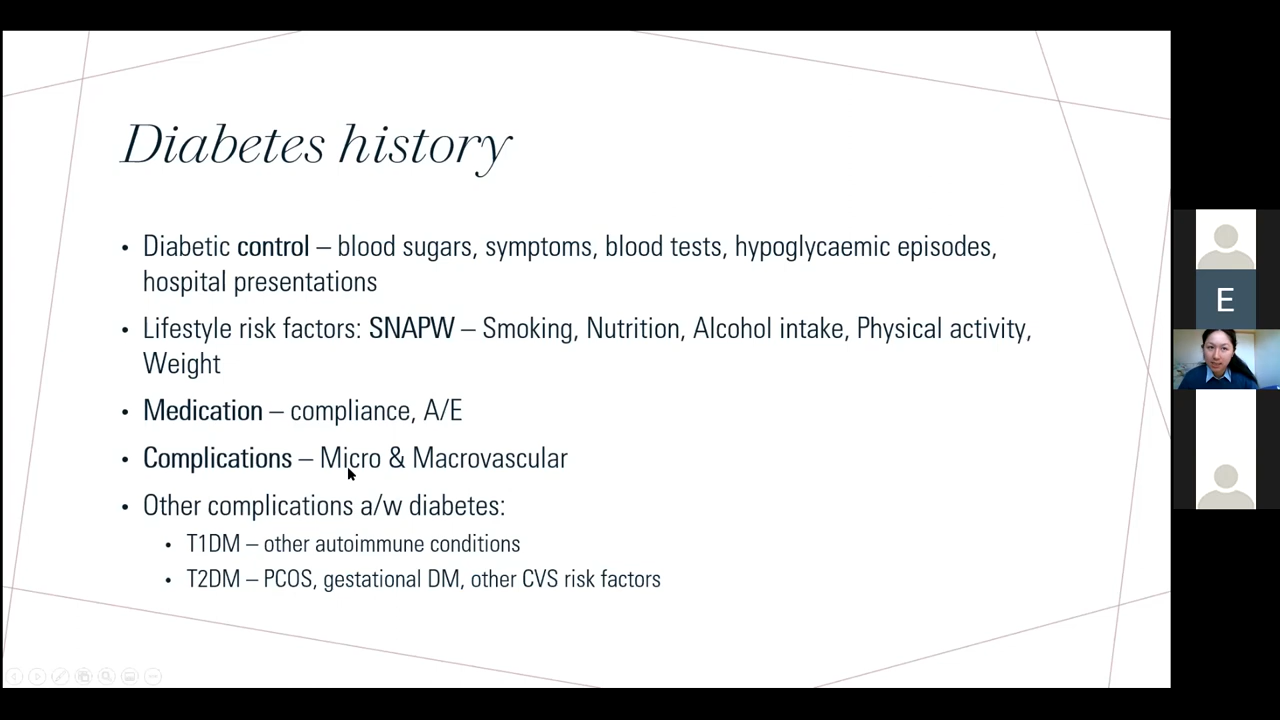 Diabetes history
• Diabetic control – blood sugars, symptoms, blood tests, hypoglycaemic episodes,
hospital presentations
• Lifestyle risk factors: SNAPW – Smoking, Nutrition, Alcohol intake, Physical activity,
Weight
• Medication – compliance, A/E
• Complications – Micro & Macrovascular
• Other complications a/w diabetes:
• T1DM – other autoimmune conditions
• T2DM – PCOS, gestational DM, other CVS risk factors
E